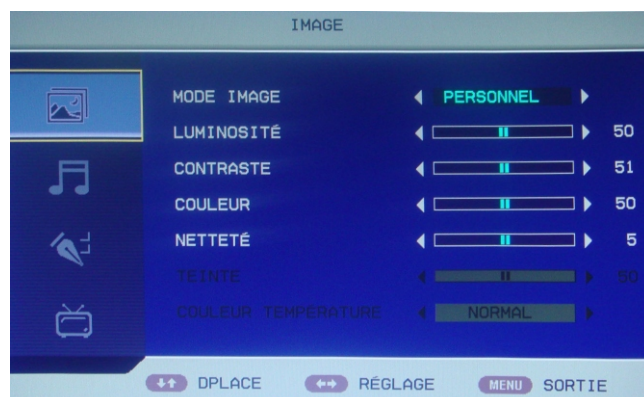 IMAGE
MODE IMAGE PERSONNEL
LUMINOSITÉ 50
CONTRASTE 51
COULEUR 50
NETTETÉ 5
TEINTE 50
COULEUR TEMPERATURE NORMAL
DPLACE RÉGLAGE MENU SORTIE